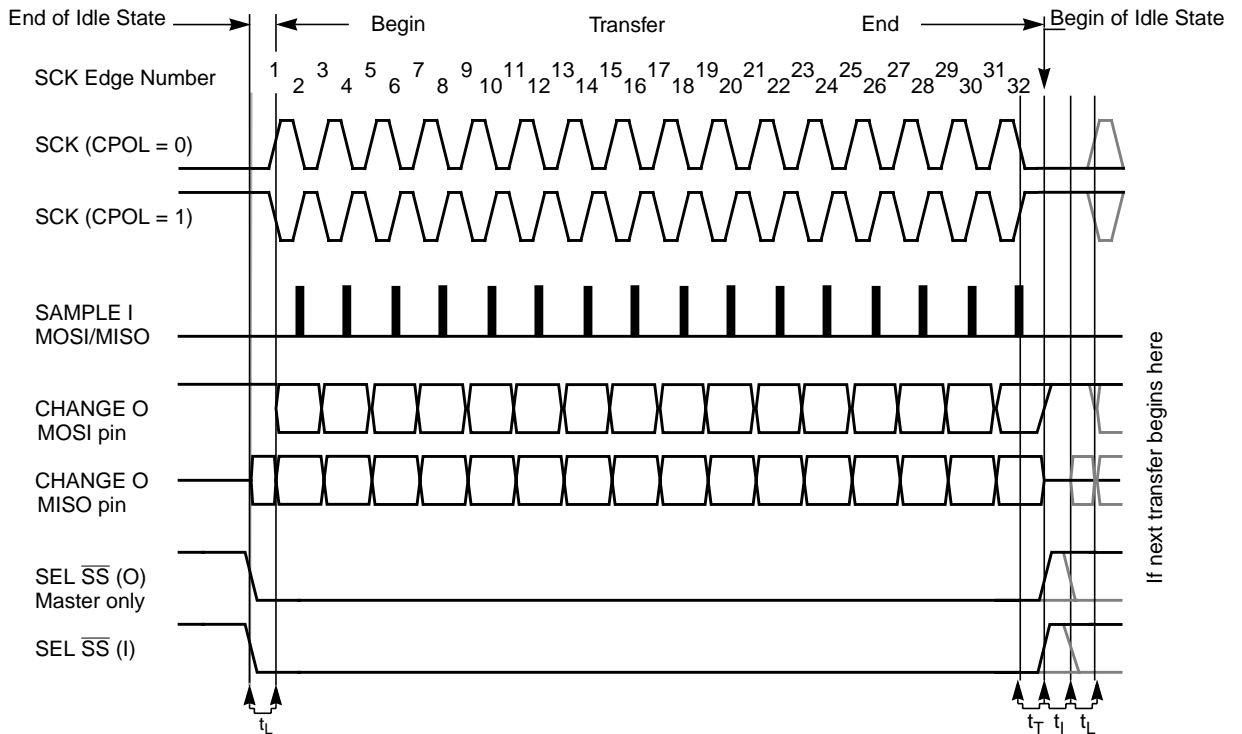 End of Idle State
Begin
Transfer
End
Begin of Idle State
SCK Edge Number
1 3 5 7 9 11 13 15 17 19 21 23 25 27 29 31
2 4 6 8 10 12 14 16 18 20 22 24 26 28 30 32
SCK (CPOL = 0)
SCK (CPOL = 1)
SAMPLE I
MOSI/MISO
CHANGE O
MOSI pin
CHANGE O
MISO pin
SEL SS (O)
Master only
SEL SS (I)
tL
tT tI tL
If next transfer begins here